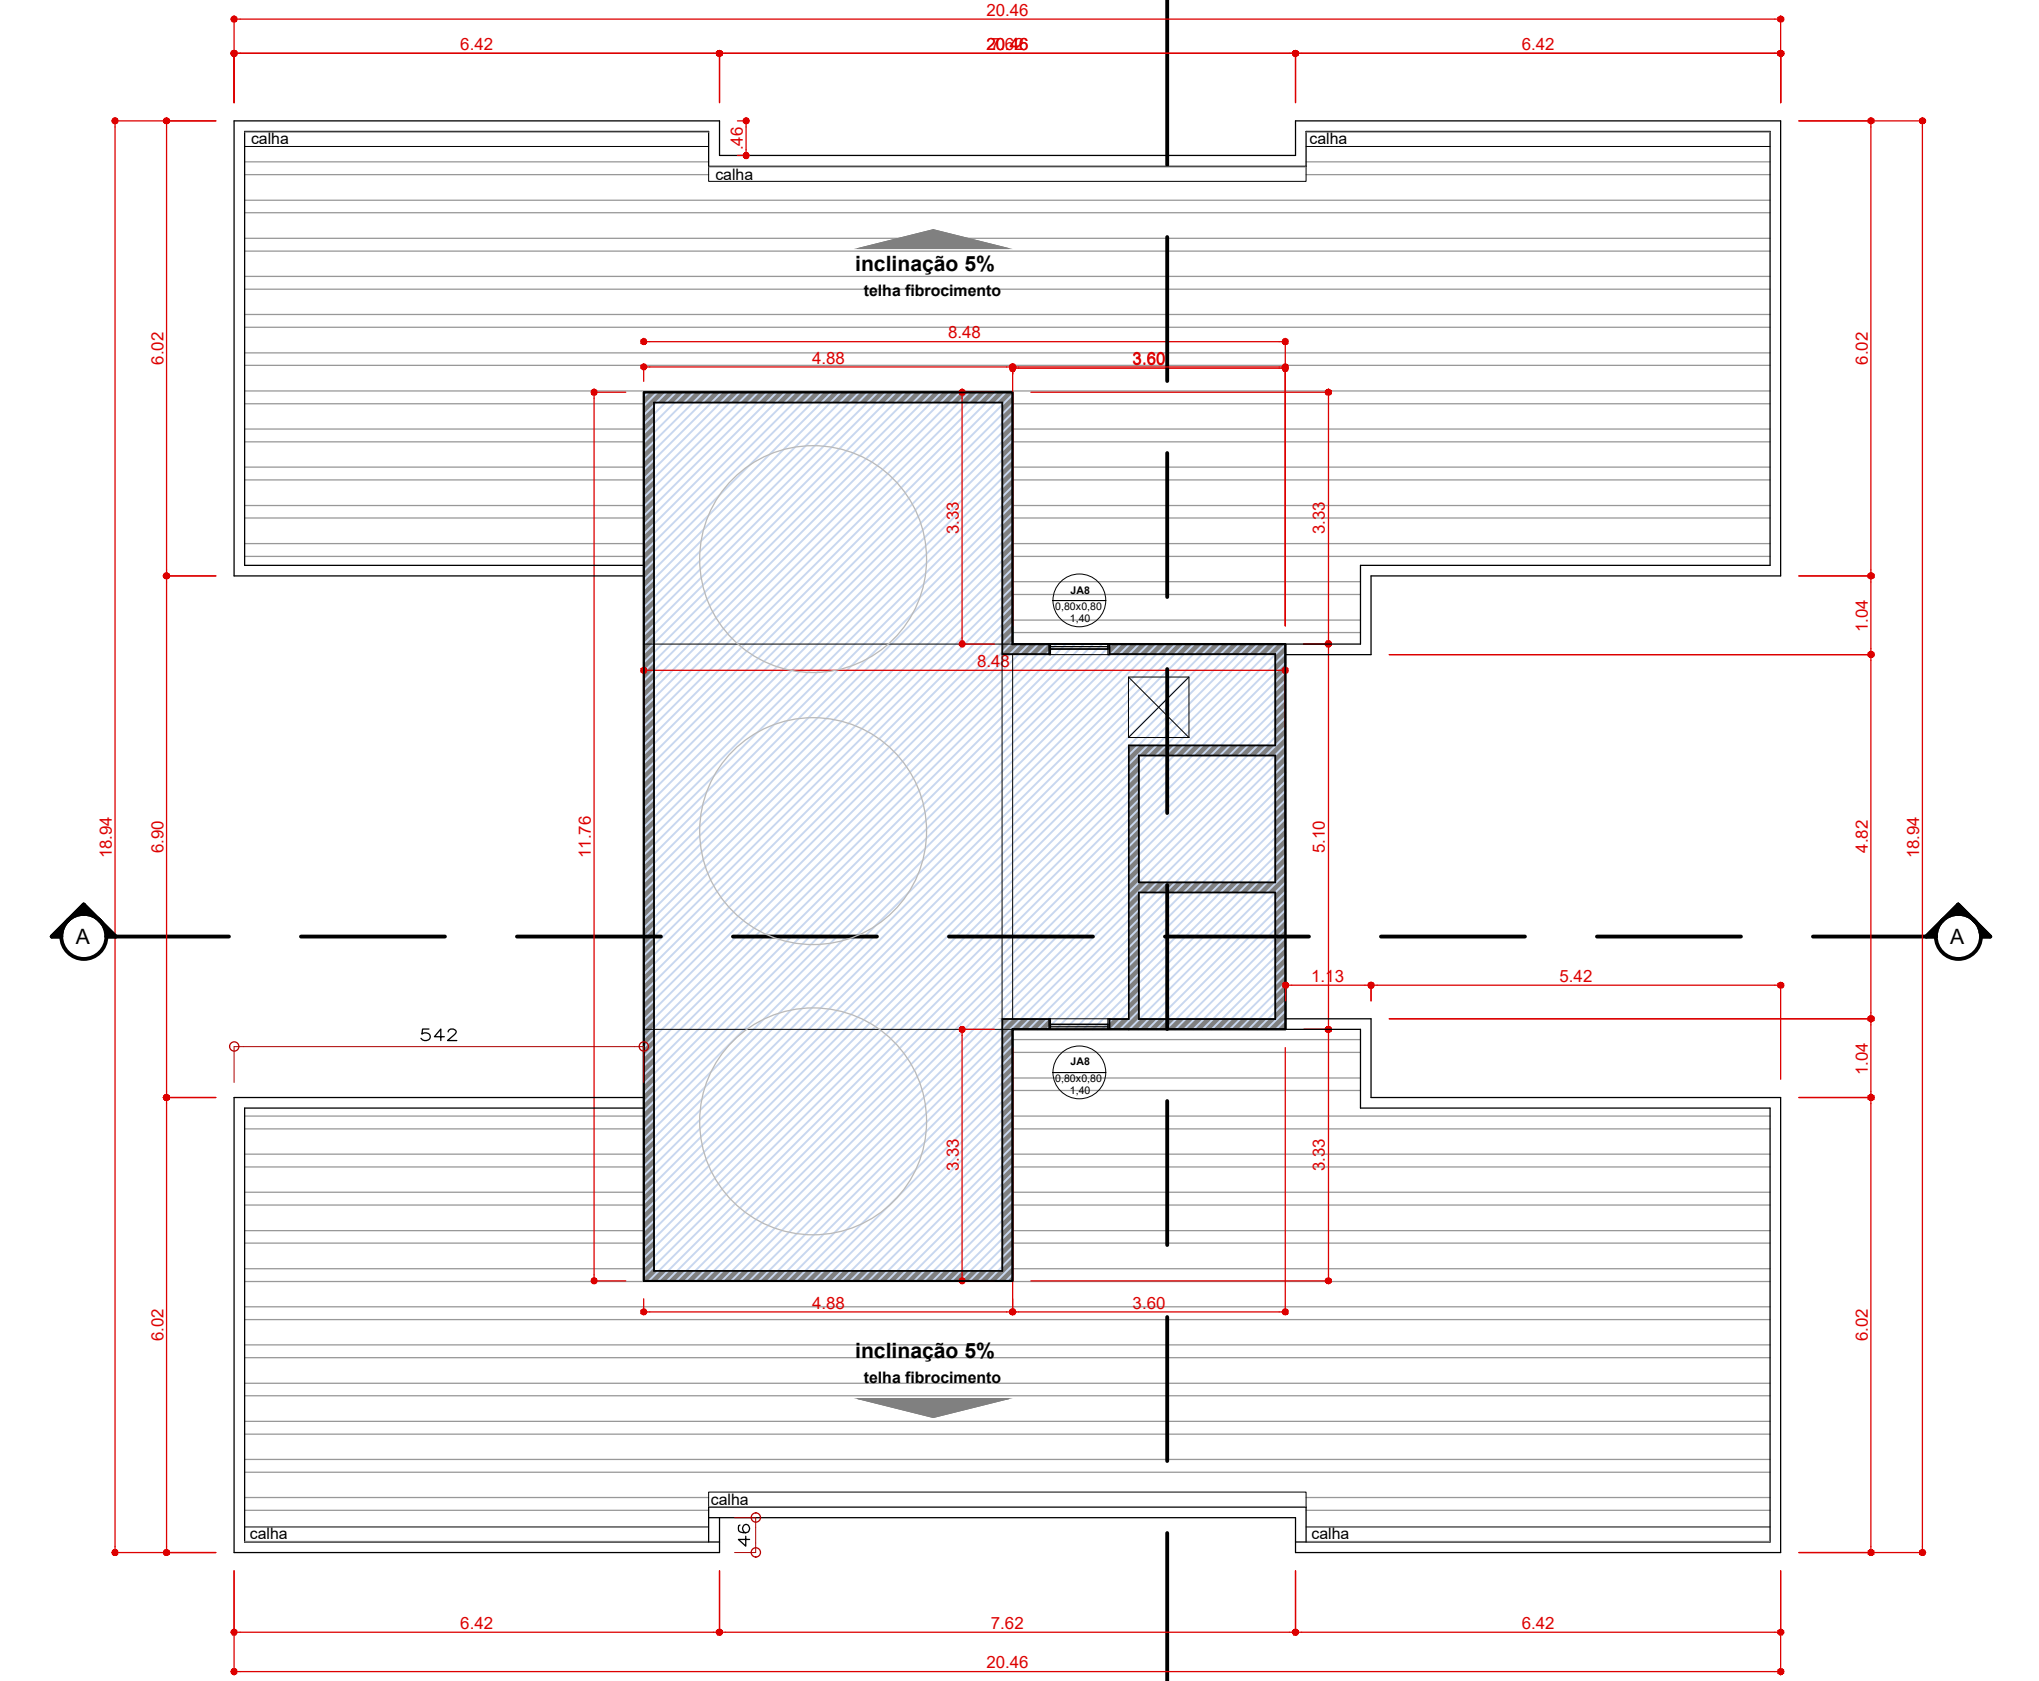 20.46
6.42
20.46
7.62
6.42
calha
.46
calha
calha
inclinação 5%
telha fibrocimento
6.02
8.48
6.02
4.88
3.60
3.33
3.33
JA8
0,80x0,80
1,40
1.04
8.48
18.94
6.90
11.76
5.10
4.82
18.94
A
A
1.13
5.42
542
JA8
0,80x0,80
1,40
1.04
3.33
3.33
4.88
3.60
6.02
6.02
inclinação 5%
telha fibrocimento
calha
calha
46
calha
6.42
7.62
6.42
20.46